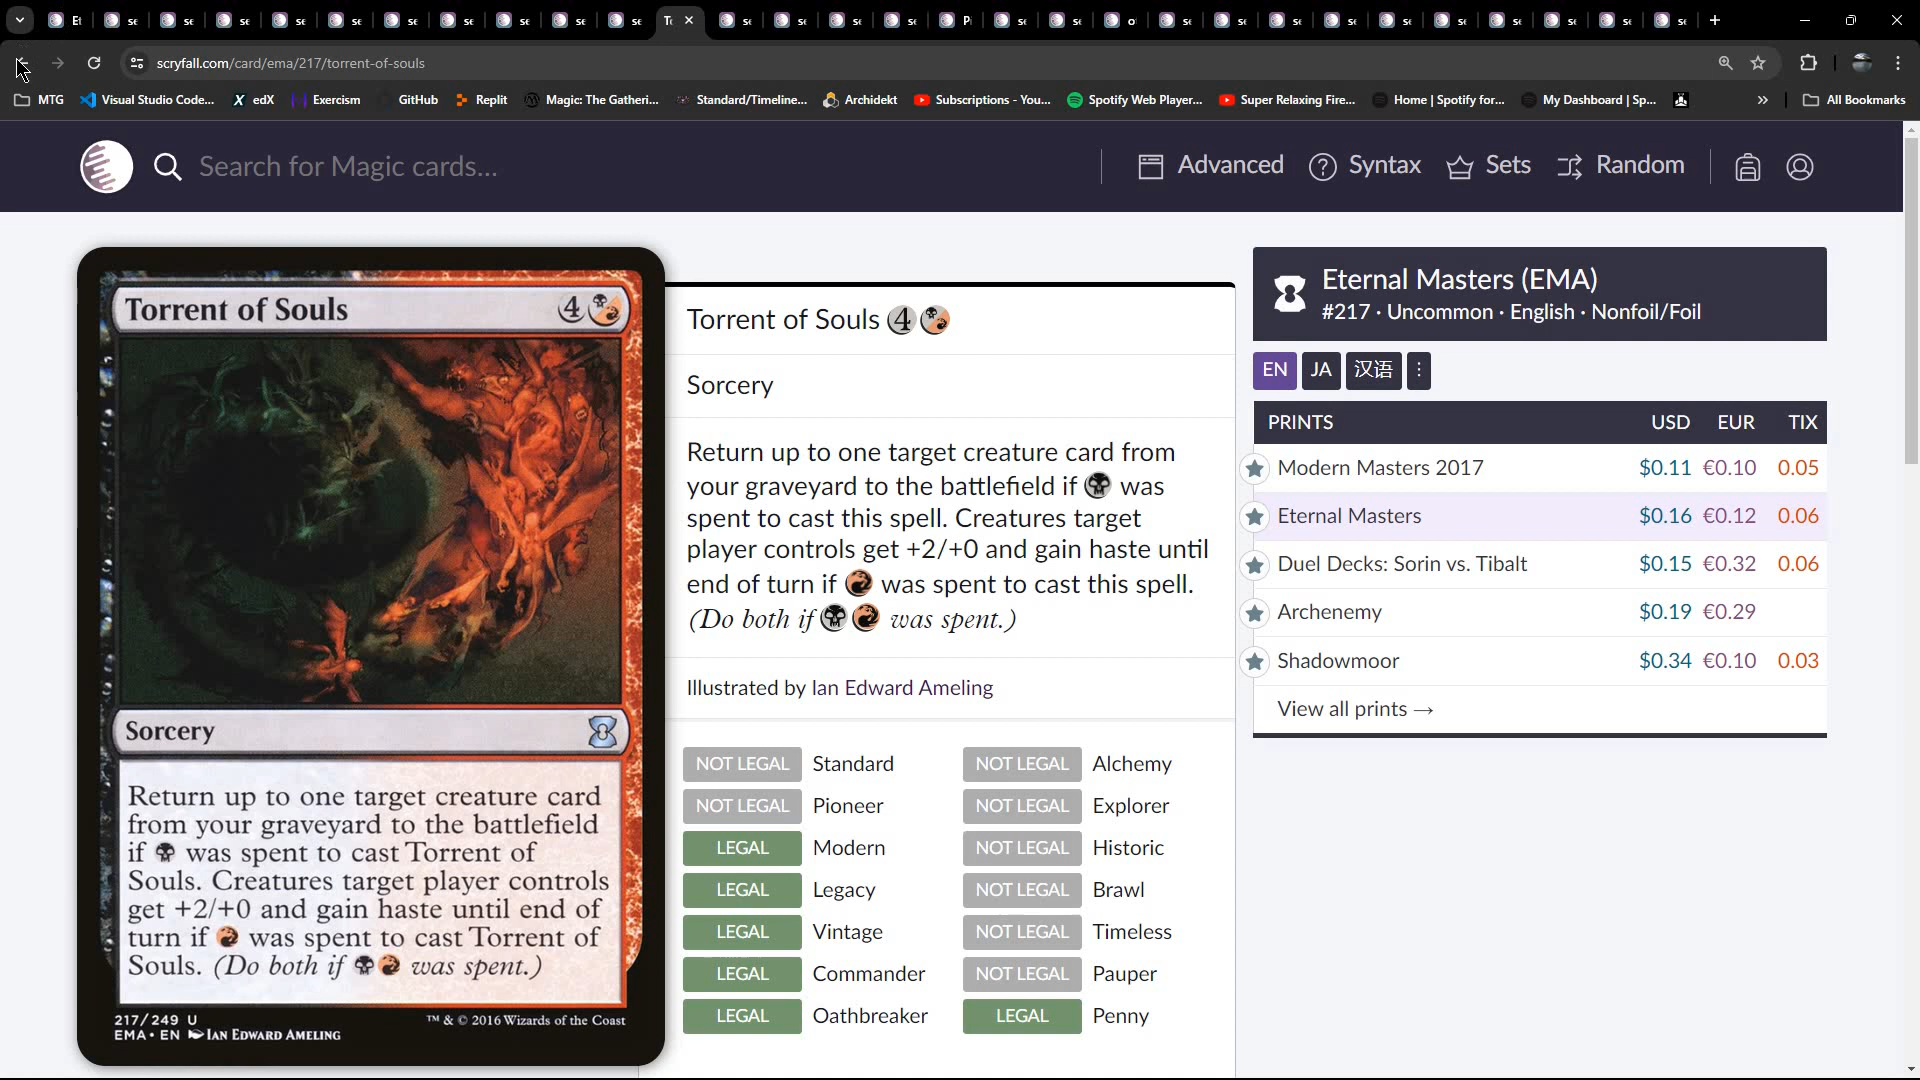 scryfall.com/card/ema/217/torrent-of-souls
MTG
Visual Studio Code...
edX
Exercism
GitHub
Replit
Magic: The Gatheri...
Standard/Timeline...
Archidekt
Subscriptions - You...
Spotify Web Player...
Super Relaxing Fire...
Home | Spotify for...
My Dashboard | Sp...
All Bookmarks
Search for Magic cards...
Advanced
Syntax
Sets
Random
Torrent of Souls 4
Sorcery
Return up to one target creature card
from your graveyard to the battlefield
if was spent to cast Torrent of
Souls. Creatures target player controls
get +2/+0 and gain haste until end of
turn if was spent to cast Torrent of
Souls. (Do both if was spent.)
217/249 U
EMA • EN IAN EDWARD AMELING
™ & © 2016 Wizards of the Coast
Torrent of Souls 4
Sorcery
Return up to one target creature card from
your graveyard to the battlefield if was
spent to cast this spell. Creatures target
player controls get +2/+0 and gain haste until
end of turn if was spent to cast this spell.
(Do both if was spent.)
Illustrated by Ian Edward Ameling
NOT LEGAL Standard NOT LEGAL Alchemy
NOT LEGAL Pioneer NOT LEGAL Explorer
LEGAL Modern NOT LEGAL Historic
LEGAL Legacy NOT LEGAL Brawl
LEGAL Vintage NOT LEGAL Timeless
LEGAL Commander NOT LEGAL Pauper
LEGAL Oathbreaker LEGAL Penny
Eternal Masters (EMA)
#217 · Uncommon · English · Nonfoil/Foil
EN JA 汉语
PRINTS USD EUR TIX
Modern Masters 2017 $0.11 €0.10 0.05
Eternal Masters $0.16 €0.12 0.06
Duel Decks: Sorin vs. Tibalt $0.15 €0.32 0.06
Archenemy $0.19 €0.29
Shadowmoor $0.34 €0.10 0.03
View all prints →